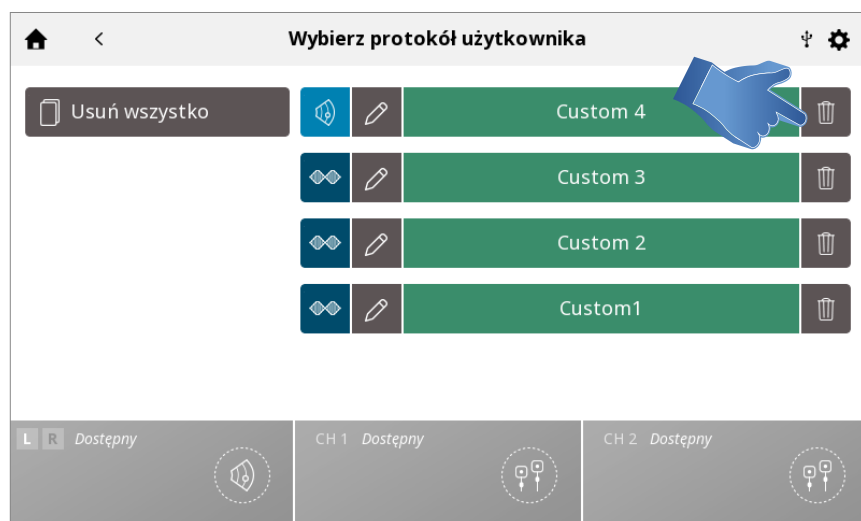 Wybierz protokół użytkownika
Usuń wszystko
Custom 4
Custom 3
Custom 2
Custom1
L R Dostępny
CH 1 Dostępny
CH 2 Dostępny